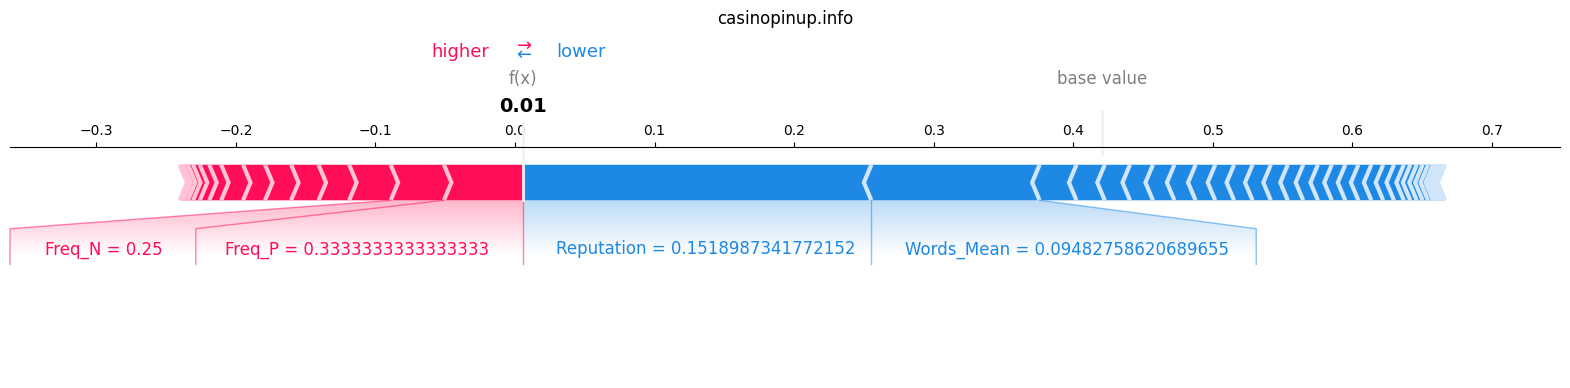 casinopinup.info
higher → lower
←
f(x) base value
0.01
−0.3 −0.2 −0.1 0.0 0.1 0.2 0.3 0.4 0.5 0.6 0.7
Freq_N = 0.25 Freq_P = 0.3333333333333333 Reputation = 0.1518987341772152 Words_Mean = 0.09482758620689655